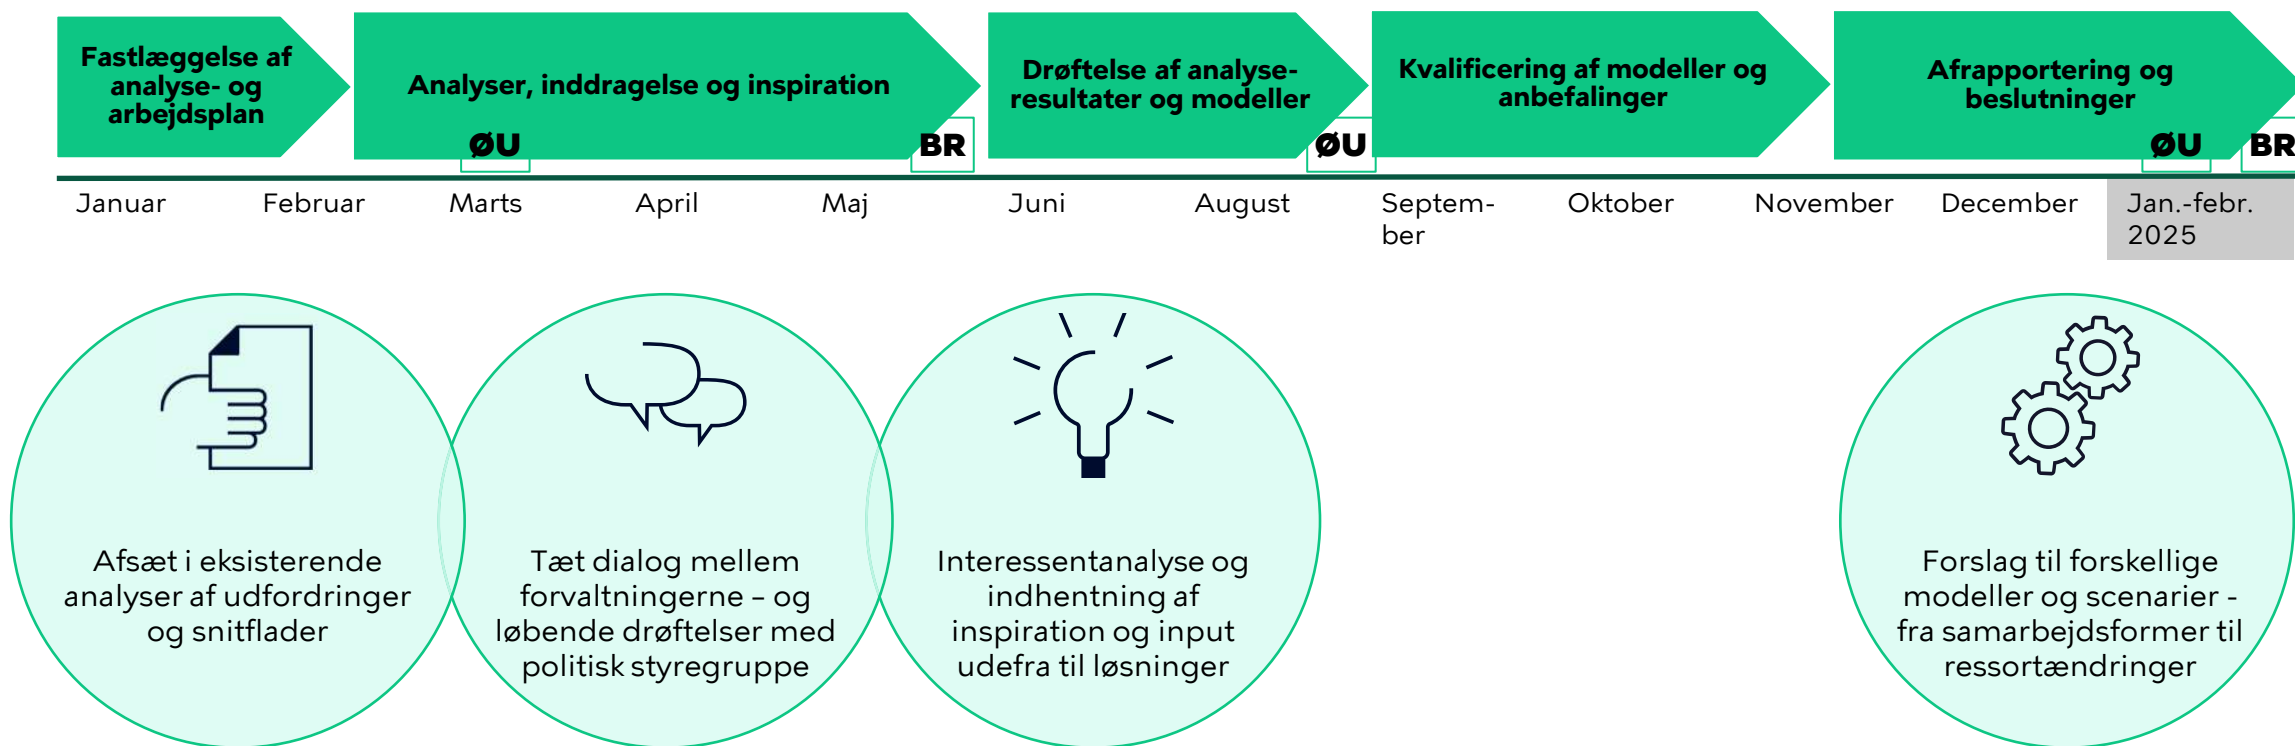 Fastlæggelse af
analyse- og
arbejdsplan
Analyser, inddragelse og inspiration
Drøftelse af analyse-
resultater og modeller
Kvalificering af modeller og
anbefalinger
Afrapportering og
beslutninger
ØU
BR
ØU
ØU
BR
Januar
Februar
Marts
April
Maj
Juni
August
Septem-
ber
Oktober
November
December
Jan.-febr.
2025
Afsæt i eksisterende
analyser af udfordringer
og snitflader
Tæt dialog mellem
forvaltningerne – og
løbende drøftelser med
politisk styregruppe
Interessentanalyse og
indhentning af
inspiration og input
udefra til løsninger
Forslag til forskellige
modeller og scenarier -
fra samarbejdsformer til
ressortændringer